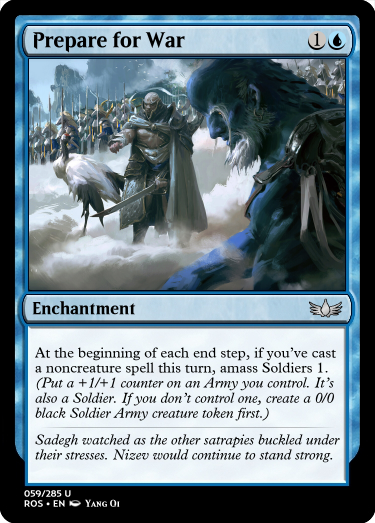 Prepare for War 1
Enchantment
At the beginning of each end step, if you've cast
a noncreature spell this turn, amass Soldiers 1.
(Put a +1/+1 counter on an Army you control. It's
also a Soldier. If you don't control one, create a 0/0
black Soldier Army creature token first.)
Sadegh watched as the other satrapies buckled under
their stresses. Nizev would continue to stand strong.
059/285 U
ROS • EN Yang Oi